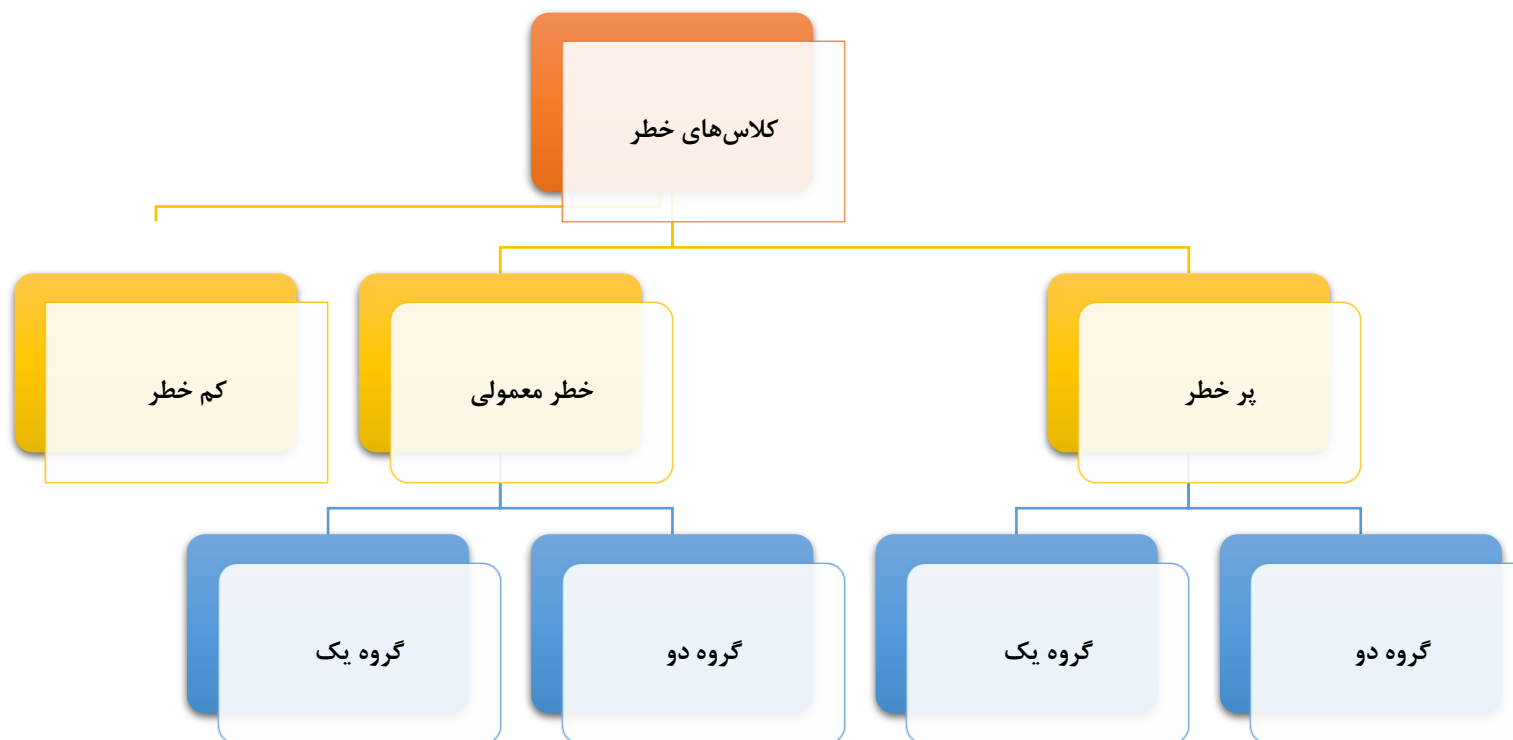 کلاس‌های خطر
پر خطر
خطر معمولی
کم خطر
گروه دو
گروه یک
گروه دو
گروه یک